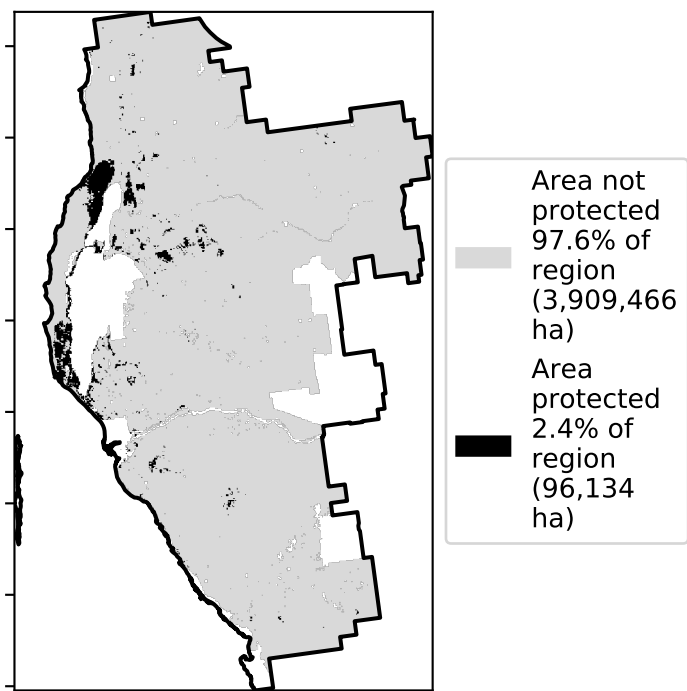 Area not
protected
97.6% of
region
(3,909,466
ha)
Area
protected
2.4% of
region
(96,134
ha)